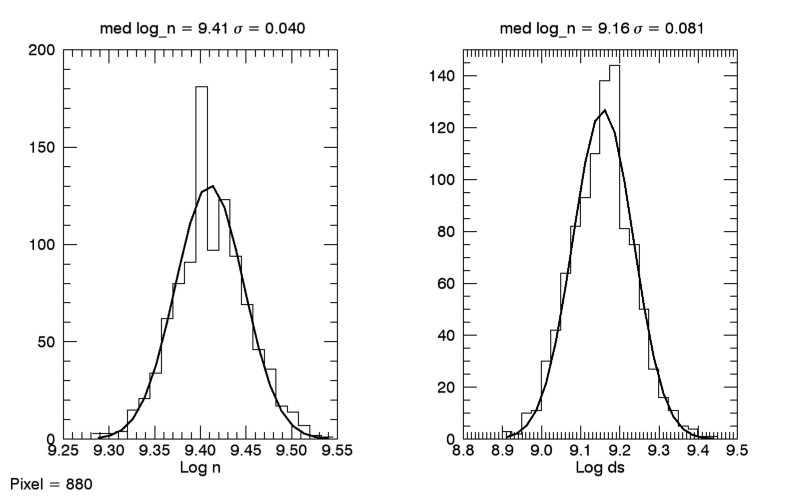 med log_n = 9.41 σ = 0.040
200
150
100
50
0
9.25 9.30 9.35 9.40 9.45 9.50 9.55
Log n
med log_n = 9.16 σ = 0.081
140
120
100
80
60
40
20
0
8.8 8.9 9.0 9.1 9.2 9.3 9.4 9.5
Log ds
Pixel = 880